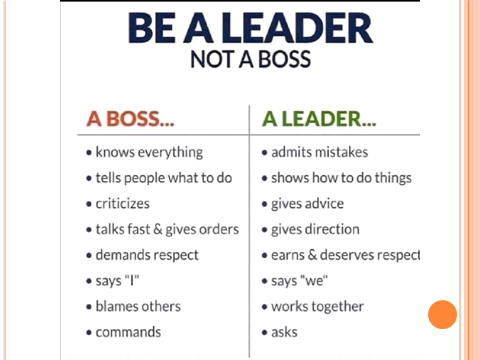 BE A LEADER
NOT A BOSS
A BOSS...
• knows everything
• tells people what to do
• criticizes
• talks fast & gives orders
• demands respect
• says "I"
• blames others
• commands
A LEADER...
• admits mistakes
• shows how to do things
• gives advice
• gives direction
• earns & deserves respect
• says "we"
• works together
• asks